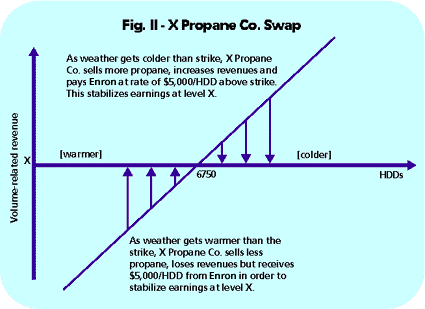 Fig. II - X Propane Co. Swap
As weather gets colder than strike, X Propane
Co. sells more propane, increases revenues and
pays Enron at rate of $5,000/HDD above strike.
This stabilizes earnings at level X.
Volume-related revenue
X
[warmer]
[colder]
6750
HDDs
As weather gets warmer than the
strike, X Propane Co. sells less
propane, loses revenues but receives
$5,000/HDD from Enron in order to
stabilize earnings at level X.